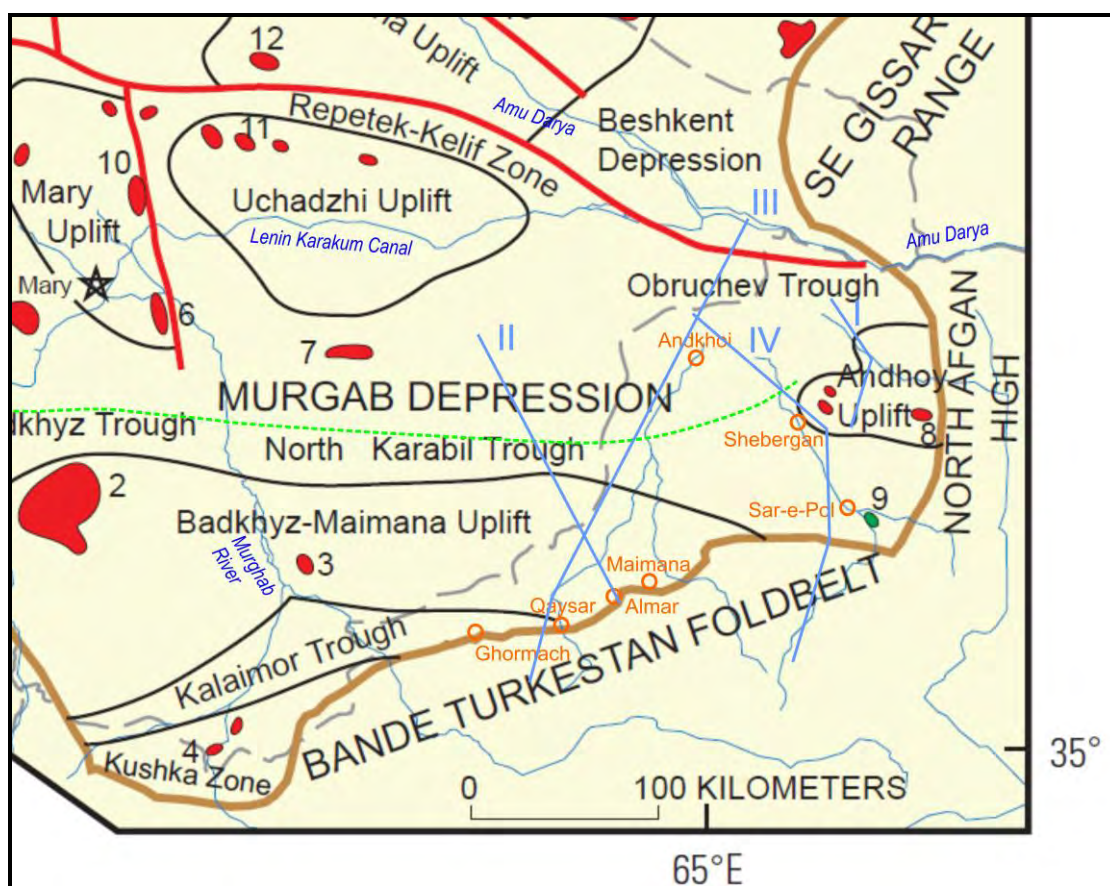 12
na Uplift
SE GISSAR
RANGE
Repetek-Kelif Zone
Amu Darya
Beshkent
Depression
11
10
Mary
Uplift
Uchadzhi Uplift
Lenin Karakum Canal
III
Amu Darya
Mary
6
Obruchev Trough
I
7
II
Andkhoi
IV
MURGAB DEPRESSION
Andhoy
Uplift
8
NORTH AFGAN
HIGH
dkhyz Trough
North Karabil Trough
Shebergan
2
Badkhyz-Maimana Uplift
Sar-e-Pol
9
Murghab
River
3
Maimana
Qaysar
Almar
Ghormach
Kalaimor Trough
BANDE TURKESTAN FOLDBELT
4
Kushka Zone
35°
0
100 KILOMETERS
65°E